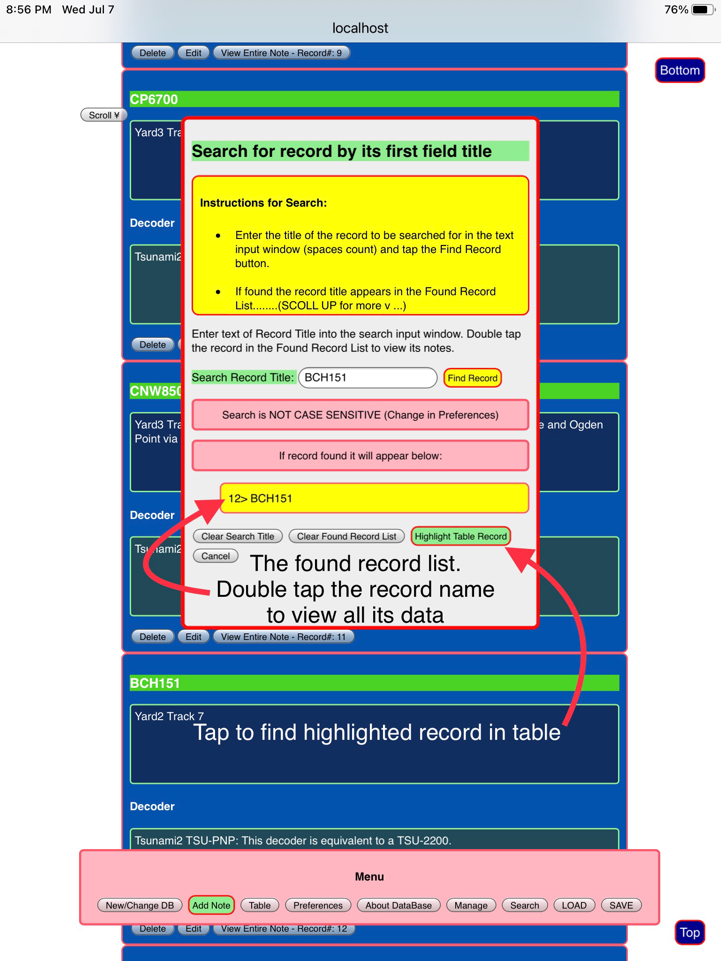 8:56 PM Wed Jul 7
76%
localhost
Delete Edit View Entire Note - Record#: 9
Bottom
CP6700
Scroll ¥
Yard3 Tra
Search for record by its first field title
Instructions for Search:
• Enter the title of the record to be searched for in the text
input window (spaces count) and tap the Find Record
button.
• If found the record title appears in the Found Record
List........(SCOLL UP for more v ...)
Decoder
Tsunami2
Enter text of Record Title into the search input window. Double tap
the record in the Found Record List to view its notes.
Delete
Search Record Title: BCH151 Find Record
CNW850
Search is NOT CASE SENSITIVE (Change in Preferences)
Yard3 Tra
e and Ogden
Point via
If record found it will appear below:
12> BCH151
Decoder
Clear Search Title Clear Found Record List Highlight Table Record
Tsunami2
Cancel
The found record list.
Double tap the record name
to view all its data
Delete Edit View Entire Note - Record#: 11
BCH151
Yard2 Track 7
Tap to find highlighted record in table
Decoder
Tsunami2 TSU-PNP: This decoder is equivalent to a TSU-2200.
Menu
New/Change DB Add Note Table Preferences About DataBase Manage Search LOAD SAVE
Delete Edit View Entire Note - Record#: 12
Top